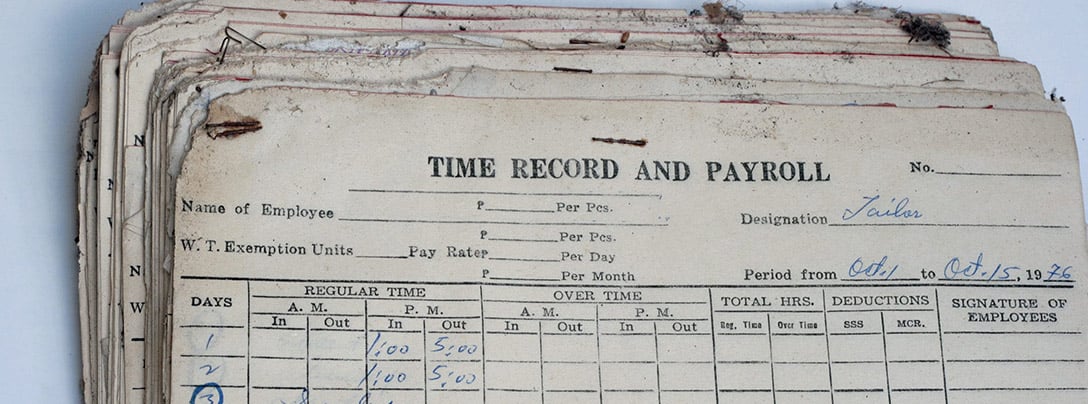 TIME RECORD AND PAYROLL
No.
Name of Employee
₱ Per Pcs.
Designation Tailor
₱ Per Pcs.
W. T. Exemption Units Pay Rate ₱ Per Day
₱ Per Month
Period from Oct. 1 to Oct. 15, 1976
DAYS REGULAR TIME OVER TIME TOTAL HRS. DEDUCTIONS SIGNATURE OF EMPLOYEES
A. M. P. M. A. M. P. M. Reg. Time Over Time SSS MCR.
In Out In Out In Out In Out
1 1:00 5:00
2 1:00 5:00
3
N
N
N
N
W